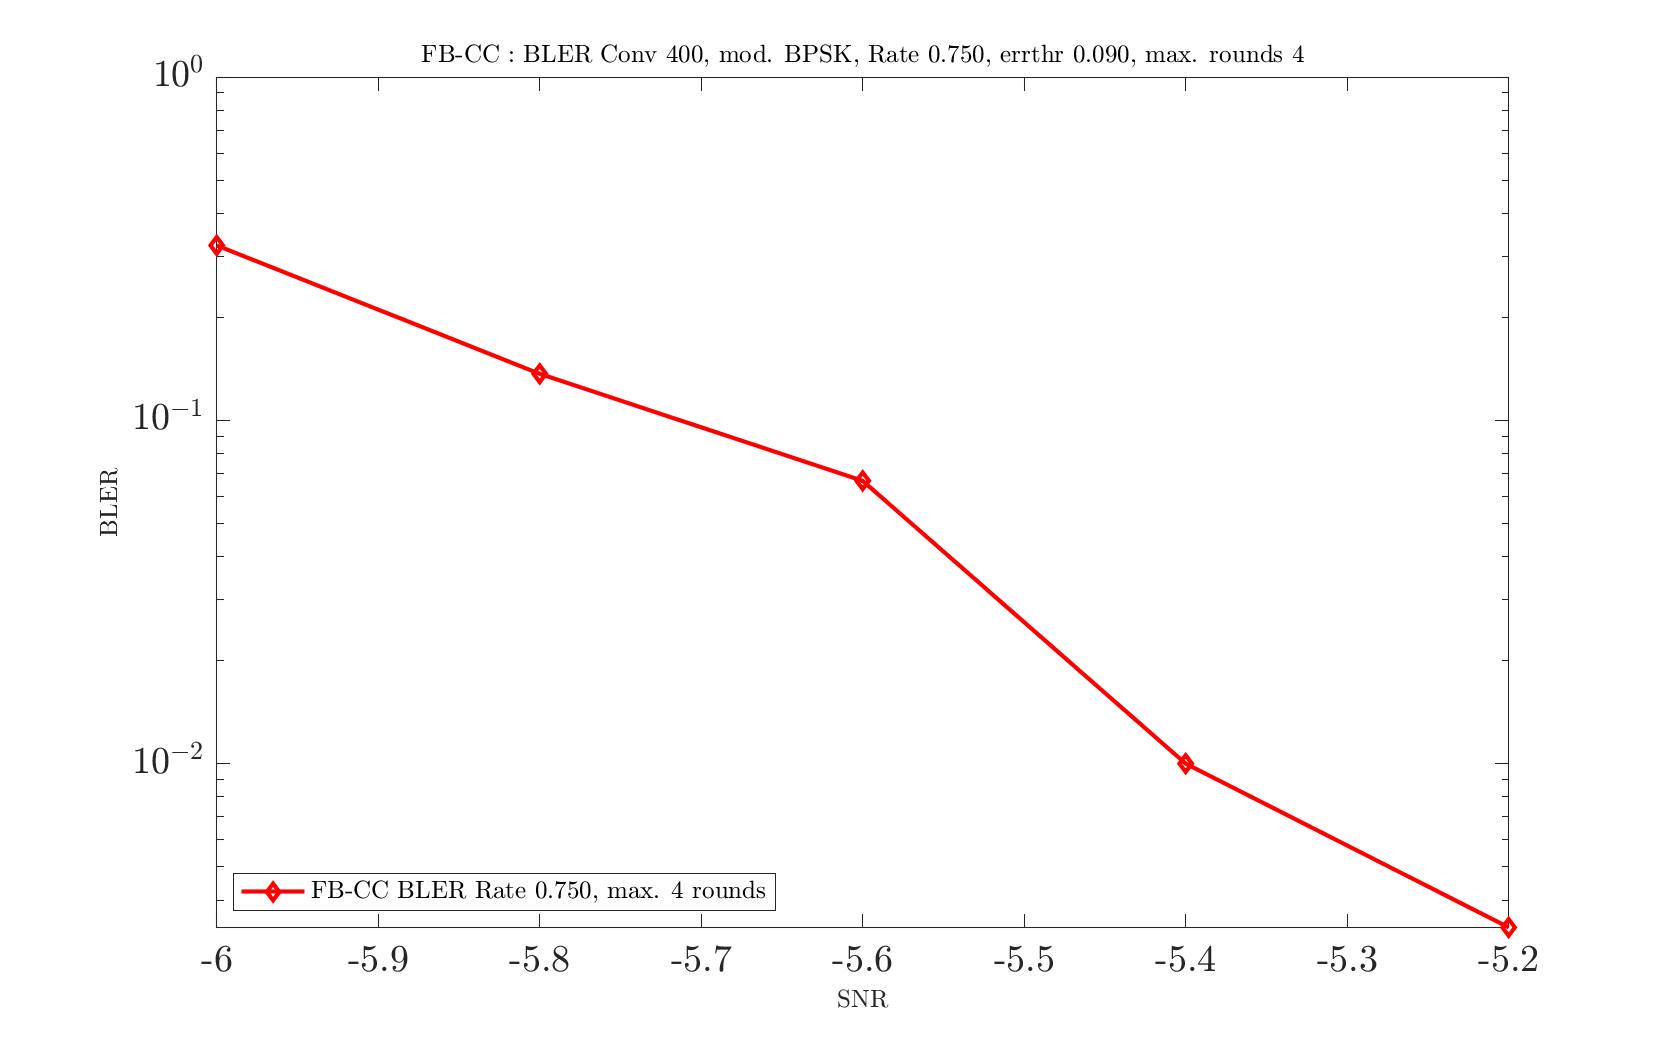 FB-CC : BLER Conv 400, mod. BPSK, Rate 0.750, errthr 0.090, max. rounds 4
10^0
10^-1
10^-2
BLER
FB-CC BLER Rate 0.750, max. 4 rounds
-6 -5.9 -5.8 -5.7 -5.6 -5.5 -5.4 -5.3 -5.2
SNR